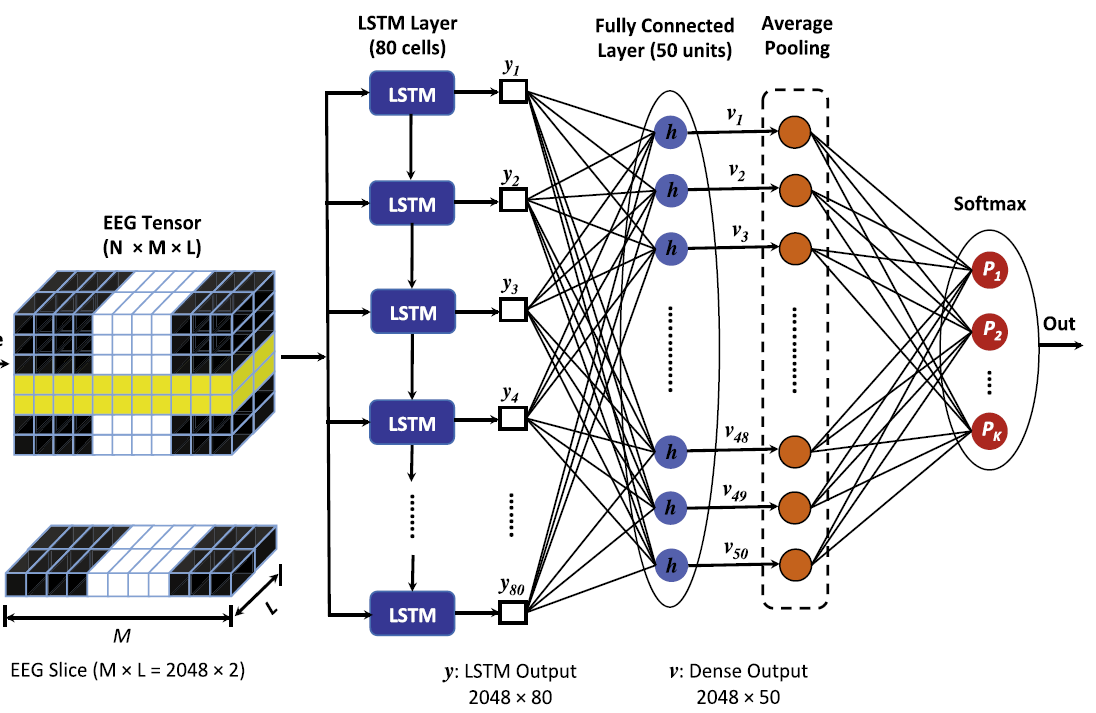 LSTM Layer
(80 cells)
Fully Connected
Layer (50 units)
Average
Pooling
EEG Tensor
(N × M × L)
e
LSTM
LSTM
LSTM
LSTM
LSTM
y1
y2
y3
y4
y80
h
h
h
h
h
h
v1
v2
v3
v48
v49
v50
Softmax
P1
P2
PK
Out
M
L
EEG Slice (M × L = 2048 × 2)
y: LSTM Output
2048 × 80
v: Dense Output
2048 × 50